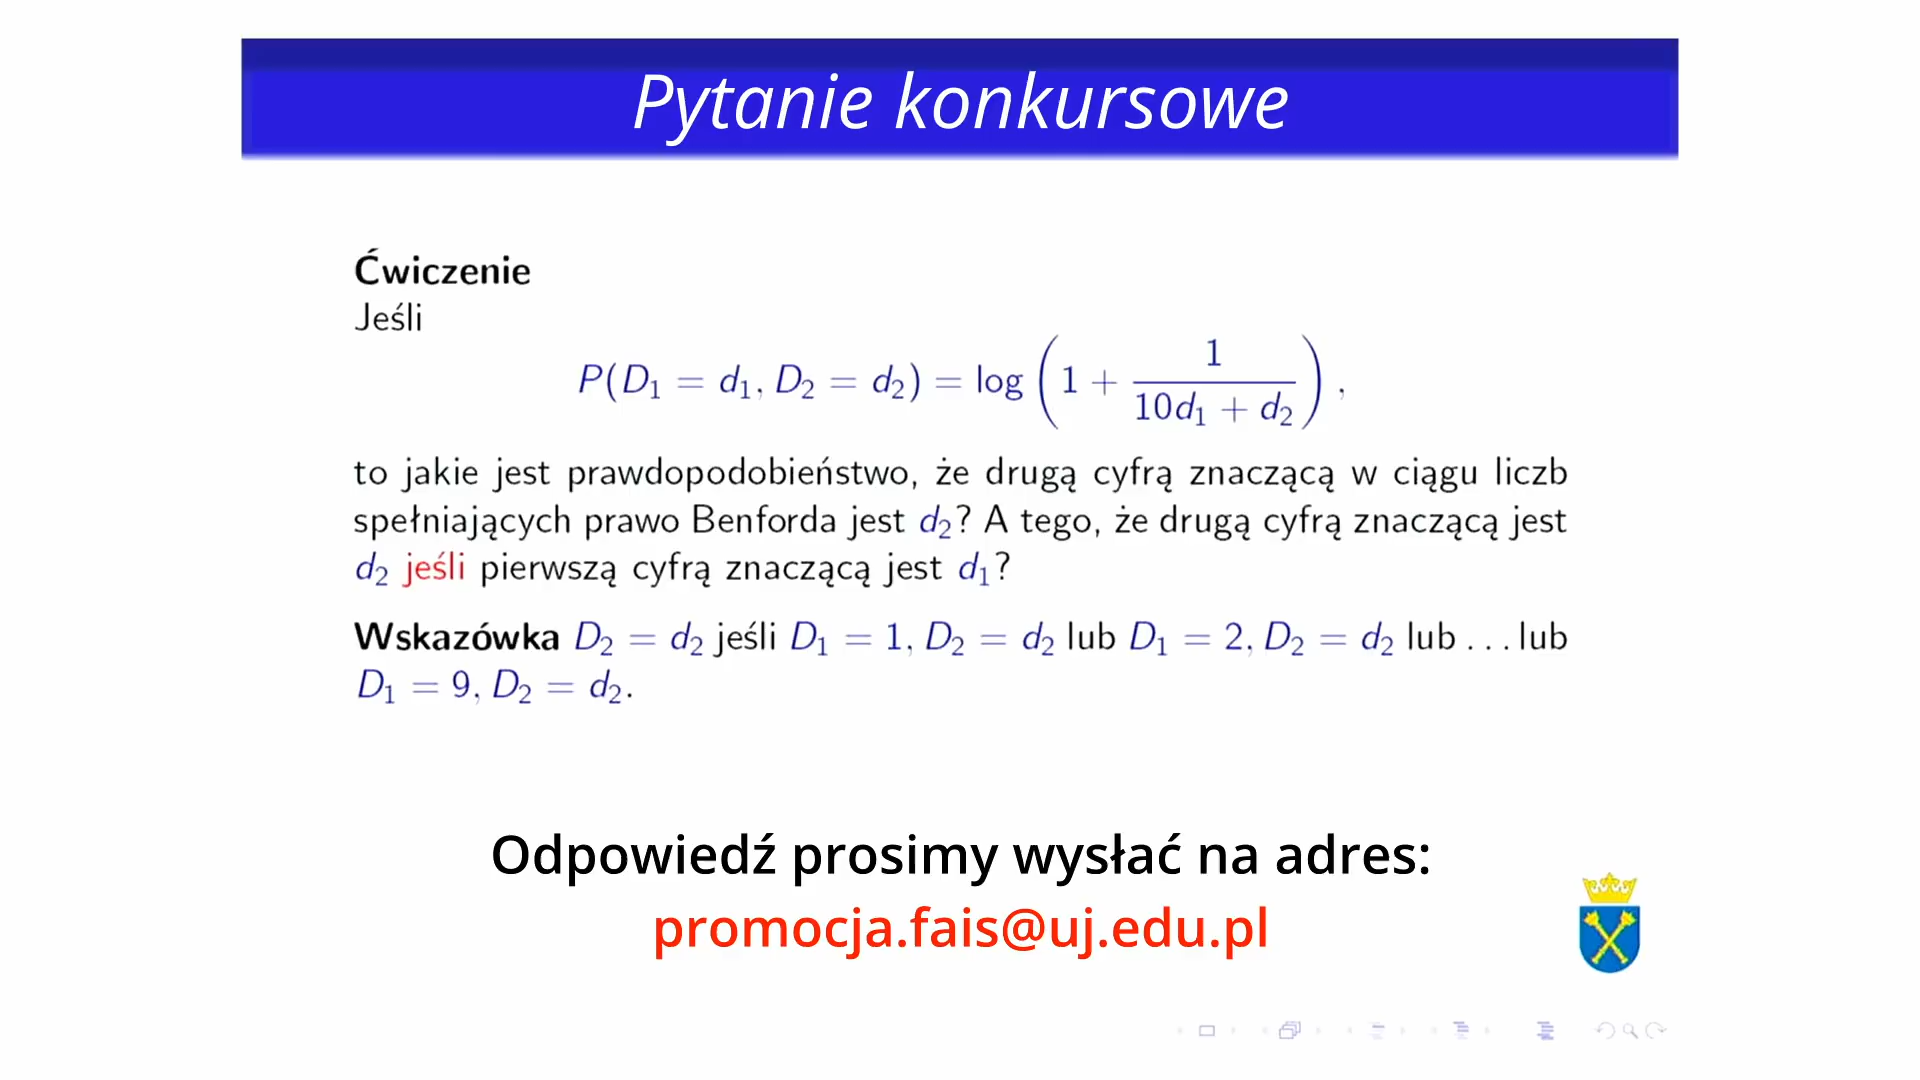 Pytanie konkursowe
Ćwiczenie
Jeśli
P(D₁ = d₁, D₂ = d₂) = log(1 + 1/(10d₁ + d₂)),
to jakie jest prawdopodobieństwo, że drugą cyfrą znaczącą w ciągu liczb
spełniających prawo Benforda jest d₂? A tego, że drugą cyfrą znaczącą jest
d₂ jeśli pierwszą cyfrą znaczącą jest d₁?
Wskazówka D₂ = d₂ jeśli D₁ = 1, D₂ = d₂ lub D₁ = 2, D₂ = d₂ lub ... lub
D₁ = 9, D₂ = d₂.
Odpowiedź prosimy wysłać na adres:
promocja.fais@uj.edu.pl